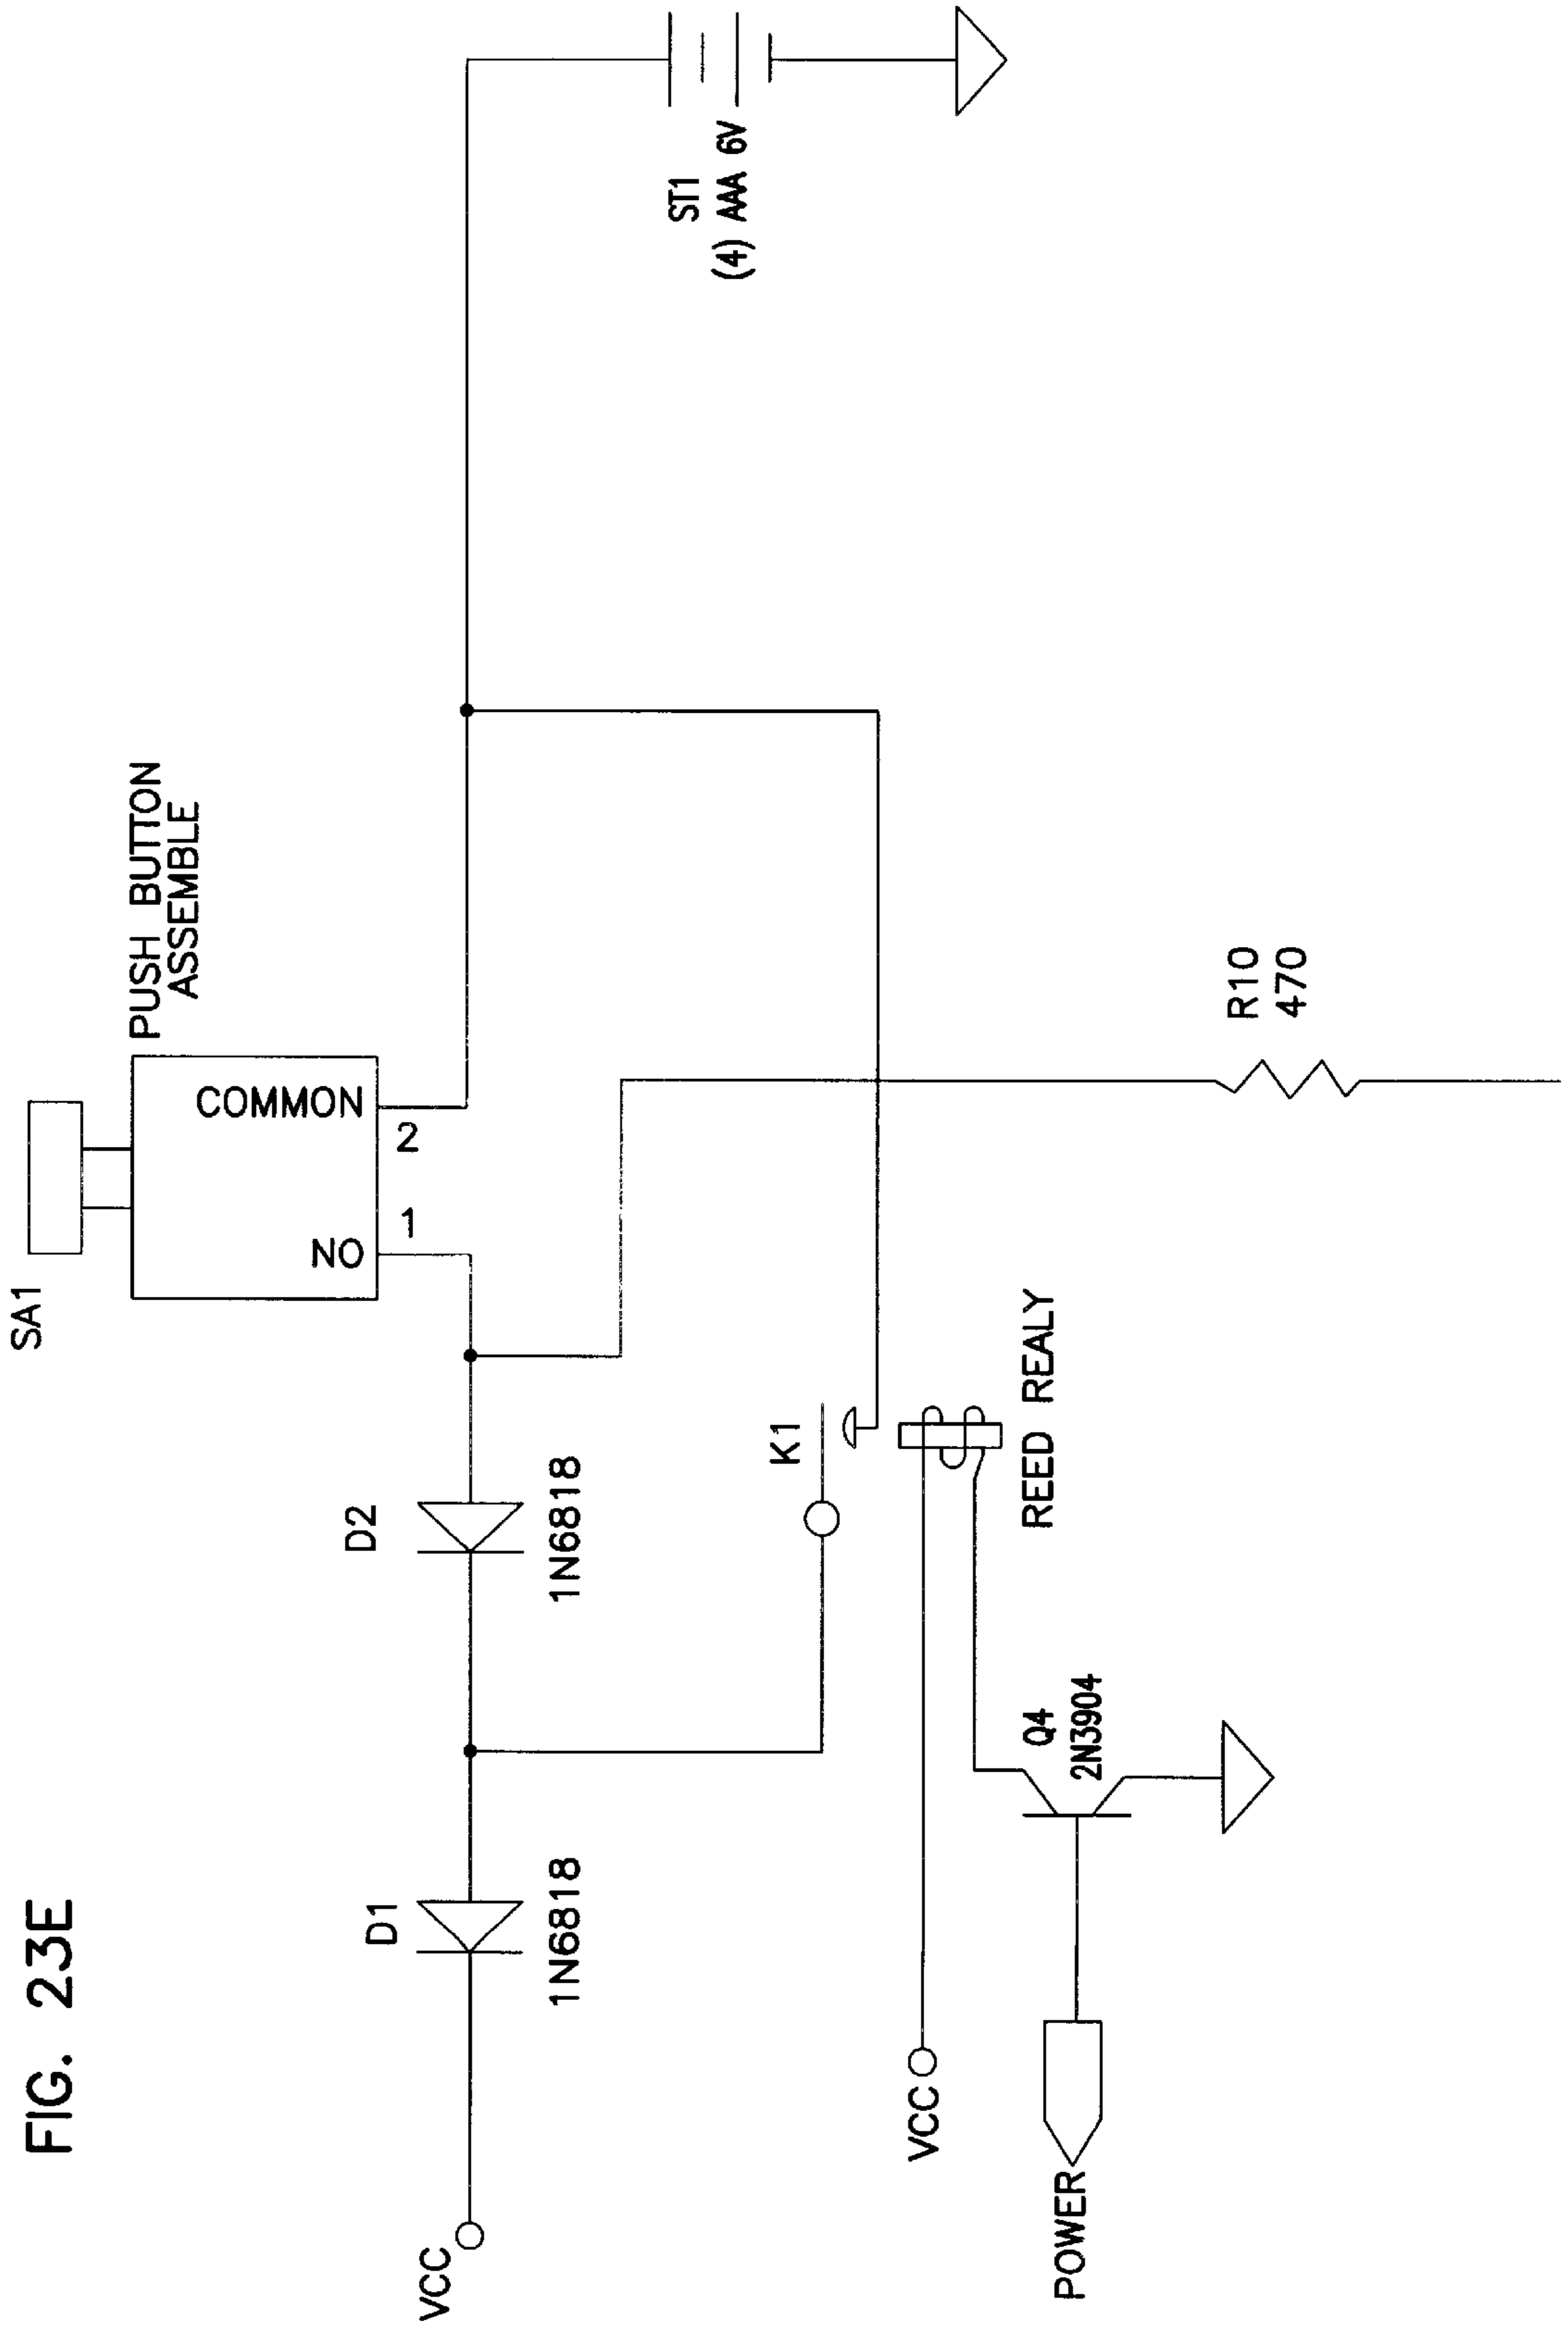 FIG. 23E
SA1
PUSH BUTTON
ASSEMBLE
NO
COMMON
1
2
VCC
D1
1N6818
D2
1N6818
K1
ST1
(4) AAA 6V
VCC
REED REALY
POWER
Q4
2N3904
R10
470